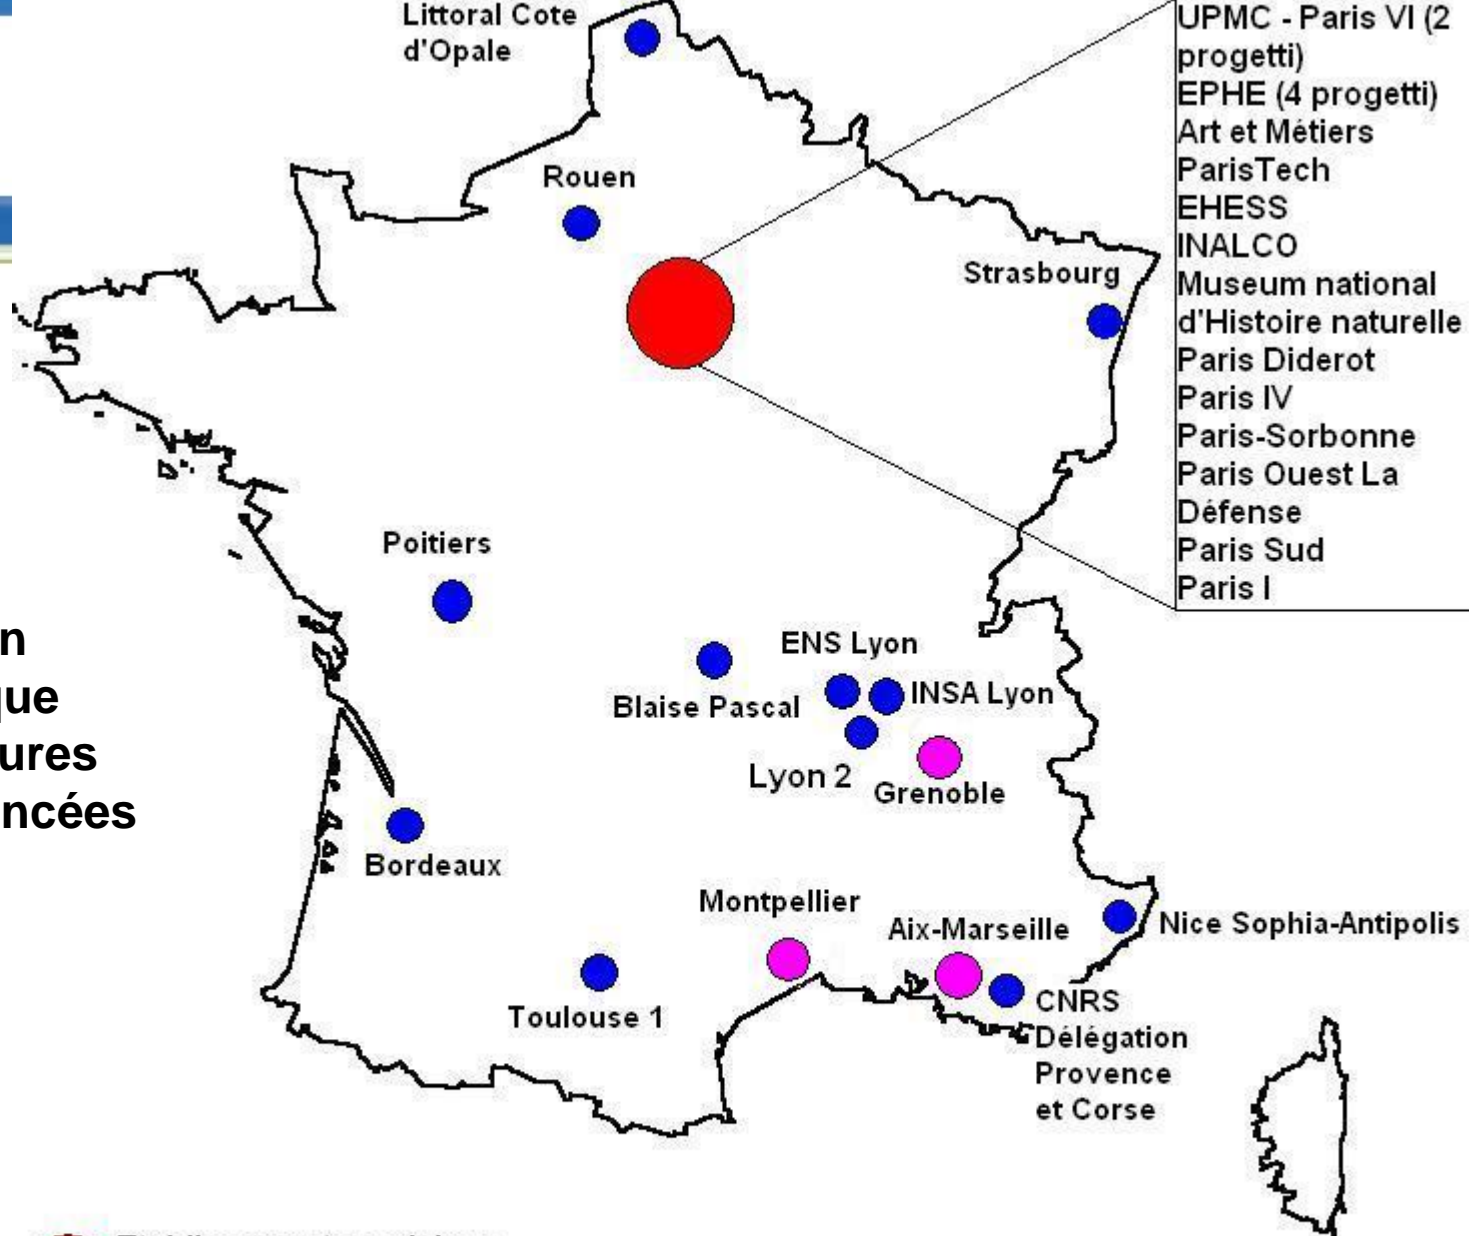 Littoral Cote
d'Opale
UPMC - Paris VI (2
progetti)
EPHE (4 progetti)
Art et Métiers
ParisTech
EHESS
INALCO
Museum national
d'Histoire naturelle
Paris Diderot
Paris IV
Paris-Sorbonne
Paris Ouest La
Défense
Paris Sud
Paris I
Rouen
Strasbourg
Poitiers
n
que
ures
ncées
ENS Lyon
INSA Lyon
Blaise Pascal
Lyon 2
Grenoble
Bordeaux
Montpellier
Aix-Marseille
Nice Sophia-Antipolis
Toulouse 1
CNRS
Délégation
Provence
et Corse